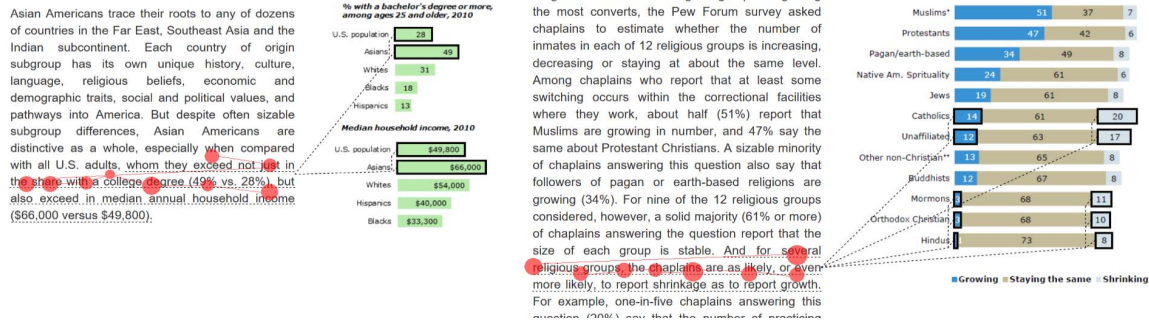 Asian Americans trace their roots to any of dozens
of countries in the Far East, Southeast Asia and the
Indian subcontinent. Each country of origin
subgroup has its own unique history, culture,
language, religious beliefs, economic and
demographic traits, social and political values, and
pathways into America. But despite often sizable
subgroup differences, Asian Americans are
distinctive as a whole, especially when compared
with all U.S. adults, whom they exceed not just in
the share with a college degree (49% vs. 28%), but
also exceed in median annual household income
($66,000 versus $49,800).
% with a bachelor's degree or more,
among ages 25 and older, 2010
U.S. population 28
Asians 49
Whites 31
Blacks 18
Hispanics 13
Median household income, 2010
U.S. population $49,800
Asians $66,000
Whites $54,000
Hispanics $40,000
Blacks $33,300
the most converts, the Pew Forum survey asked
chaplains to estimate whether the number of
inmates in each of 12 religious groups is increasing,
decreasing or staying at about the same level.
Among chaplains who report that at least some
switching occurs within the correctional facilities
where they work, about half (51%) report that
Muslims are growing in number, and 47% say the
same about Protestant Christians. A sizable minority
of chaplains answering this question also say that
followers of pagan or earth-based religions are
growing (34%). For nine of the 12 religious groups
considered, however, a solid majority (61% or more)
of chaplains answering the question report that the
size of each group is stable. And for several
religious groups, the chaplains are as likely, or even
more likely, to report shrinkage as to report growth.
For example, one-in-five chaplains answering this
question (20%) say that the number of practicing
Muslims* 51 37 7
Protestants 47 42 6
Pagan/earth-based 34 49 8
Native Am. Sprituality 24 61 6
Jews 19 61 8
Catholics 14 61 20
Unaffiliated 12 63 17
Other non-Christian** 13 65 8
Buddhists 12 67 8
Mormons 68 11
Orthodox Christian 68 10
Hindus 73 8
Growing Staying the same Shrinking